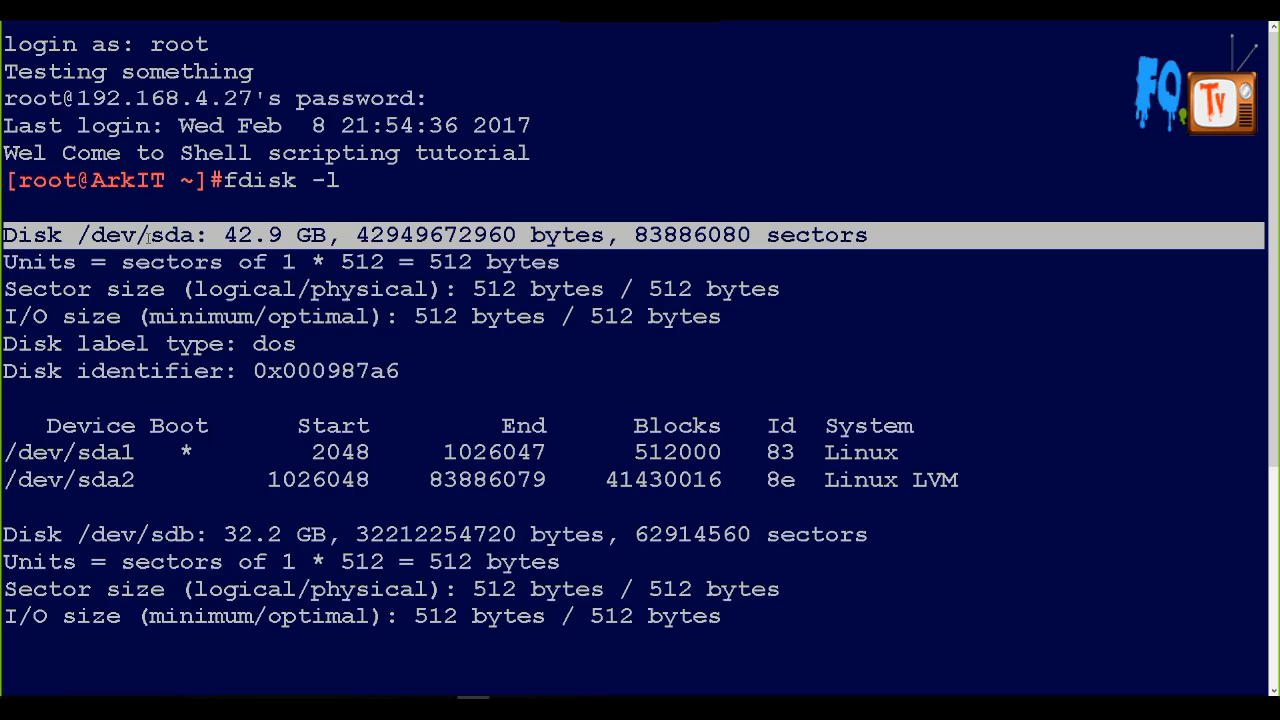 login as: root
Testing something
root@192.168.4.27's password:
Last login: Wed Feb  8 21:54:36 2017
Wel Come to Shell scripting tutorial
[root@ArkIT ~]#fdisk -l
Disk /dev/sda: 42.9 GB, 42949672960 bytes, 83886080 sectors
Units = sectors of 1 * 512 = 512 bytes
Sector size (logical/physical): 512 bytes / 512 bytes
I/O size (minimum/optimal): 512 bytes / 512 bytes
Disk label type: dos
Disk identifier: 0x000987a6
Device Boot      Start         End      Blocks   Id  System
/dev/sda1   *        2048     1026047      512000   83  Linux
/dev/sda2         1026048    83886079    41430016   8e  Linux LVM
Disk /dev/sdb: 32.2 GB, 32212254720 bytes, 62914560 sectors
Units = sectors of 1 * 512 = 512 bytes
Sector size (logical/physical): 512 bytes / 512 bytes
I/O size (minimum/optimal): 512 bytes / 512 bytes
FQ. Tv